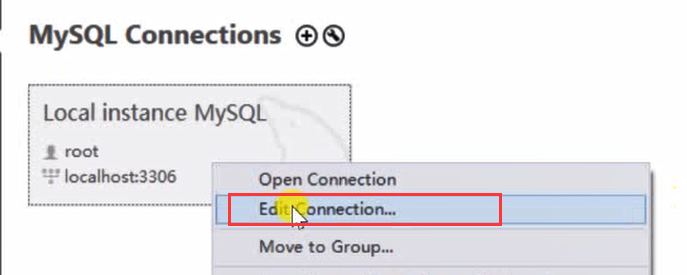 MySQL Connections
Local instance MySQL
root
localhost:3306
Open Connection
Edit Connection...
Move to Group...